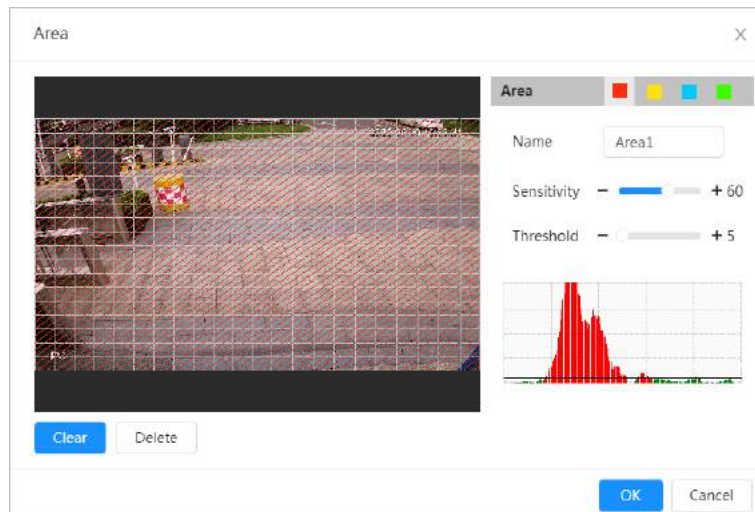 Area
X
Area
Name
Area1
Sensitivity
− + 60
Threshold
− + 5
Clear
Delete
OK
Cancel